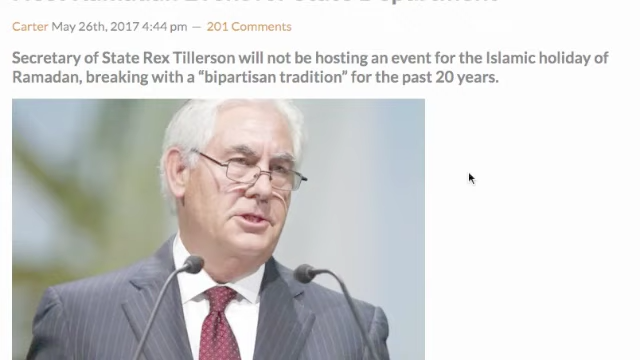 Carter May 26th, 2017 4:44 pm — 201 Comments
Secretary of State Rex Tillerson will not be hosting an event for the Islamic holiday of
Ramadan, breaking with a “bipartisan tradition” for the past 20 years.